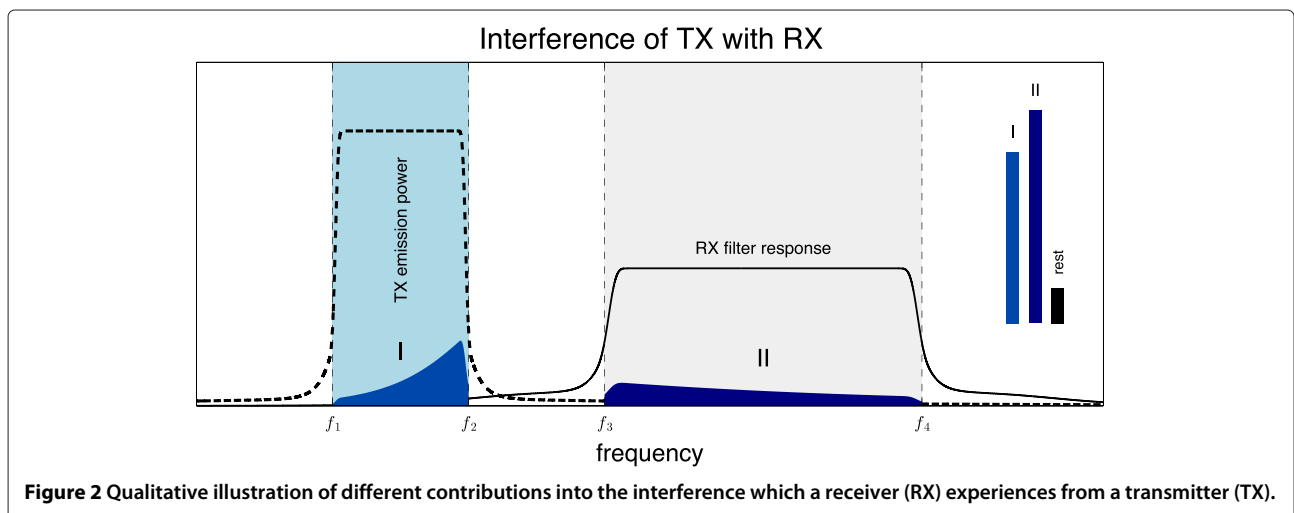 Interference of TX with RX
II
I
rest
TX emission power
RX filter response
I
II
f1 f2 f3 f4
frequency
Figure 2 Qualitative illustration of different contributions into the interference which a receiver (RX) experiences from a transmitter (TX).